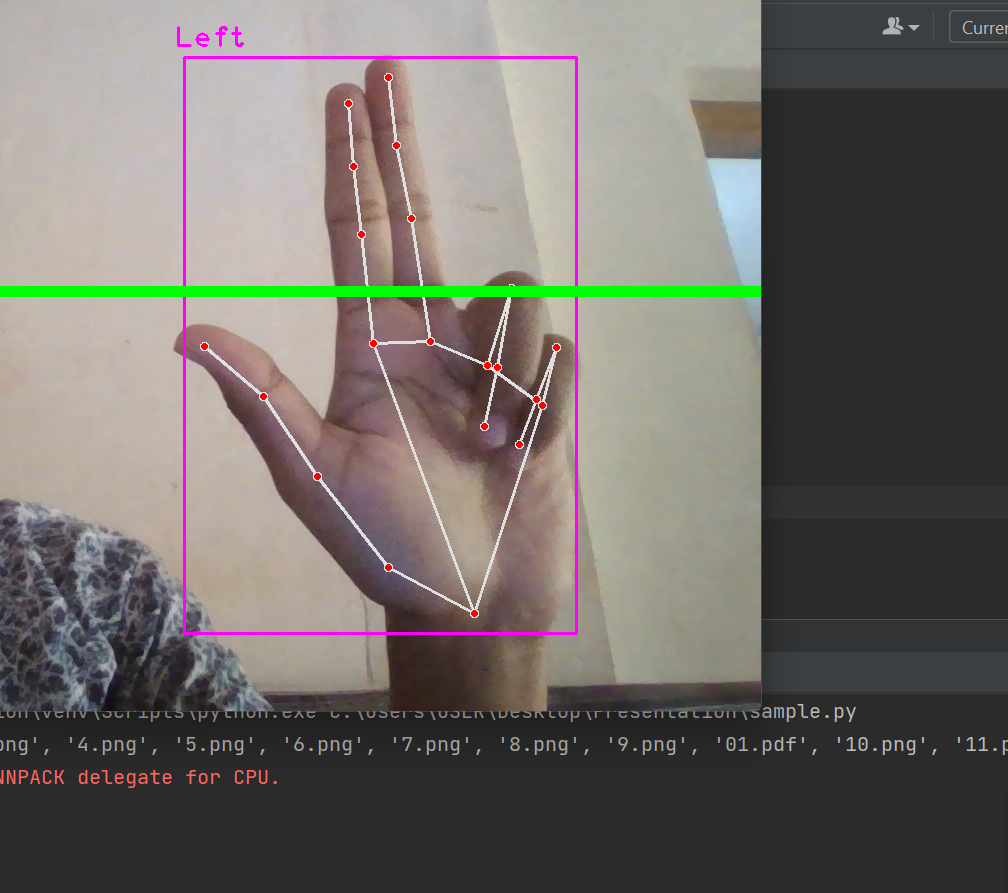 Curren
Left
ion\venv\Scripts\python.exe C:\Users\USER\Desktop\Presentation\sample.py
ong', '4.png', '5.png', '6.png', '7.png', '8.png', '9.png', '01.pdf', '10.png', '11.p
NNPACK delegate for CPU.